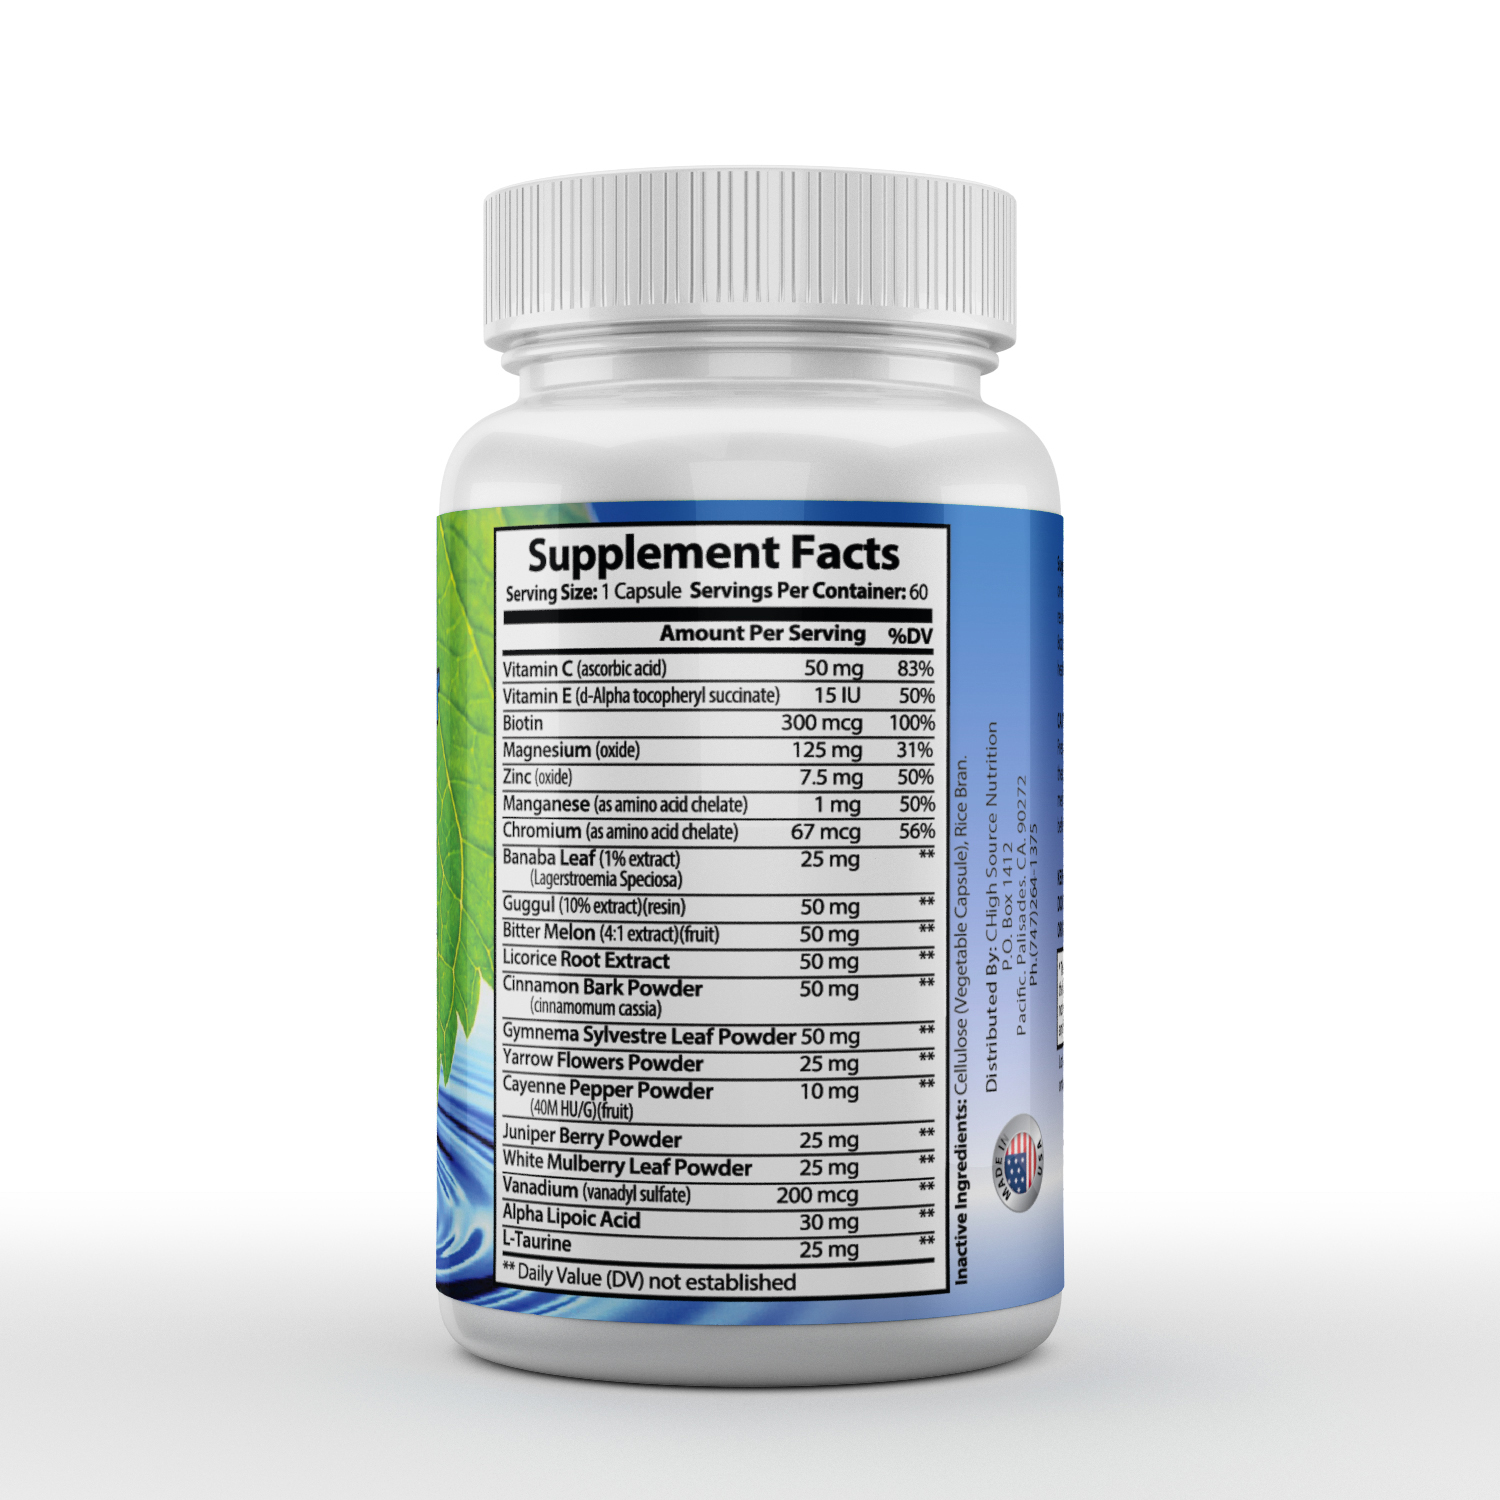 Supplement Facts
Serving Size: 1 Capsule Servings Per Container: 60
Amount Per Serving %DV
Vitamin C (ascorbic acid) 50 mg 83%
Vitamin E (d-Alpha tocopheryl succinate) 15 IU 50%
Biotin 300 mcg 100%
Magnesium (oxide) 125 mg 31%
Zinc (oxide) 7.5 mg 50%
Manganese (as amino acid chelate) 1 mg 50%
Chromium (as amino acid chelate) 67 mcg 56%
Banaba Leaf (1% extract) 25 mg **
(Lagerstroemia Speciosa)
Guggul (10% extract)(resin) 50 mg **
Bitter Melon (4:1 extract)(fruit) 50 mg **
Licorice Root Extract 50 mg **
Cinnamon Bark Powder 50 mg **
(cinnamomum cassia)
Gymnema Sylvestre Leaf Powder 50 mg **
Yarrow Flowers Powder 25 mg **
Cayenne Pepper Powder 10 mg **
(40M HU/G)(fruit)
Juniper Berry Powder 25 mg **
White Mulberry Leaf Powder 25 mg **
Vanadium (vanadyl sulfate) 200 mcg **
Alpha Lipoic Acid 30 mg **
L-Taurine 25 mg **
** Daily Value (DV) not established
Inactive Ingredients: Cellulose (Vegetable Capsule), Rice Bran.
Distributed By: CHigh Source Nutrition
P.O. Box 1412
Pacific. Palisades. CA. 90272
Ph.(747)264-1375
MADE IN
USA